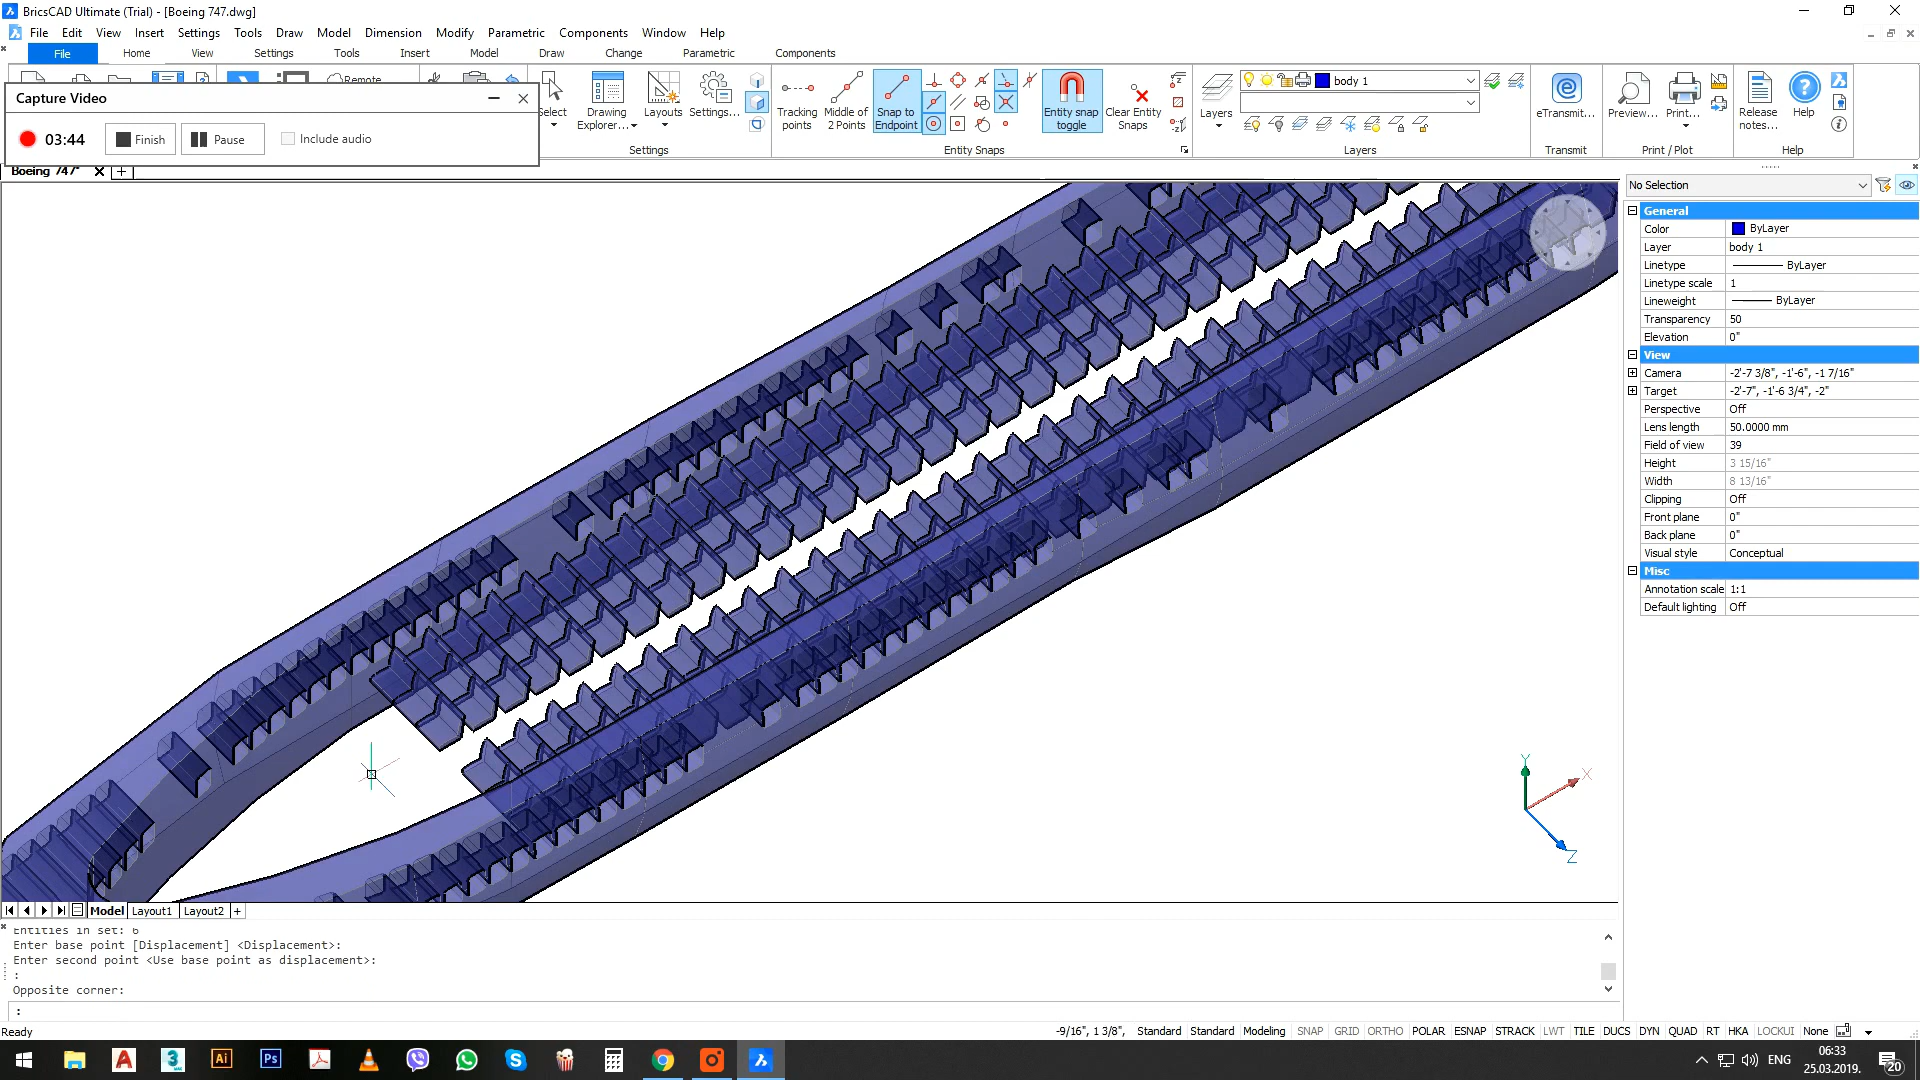 BricsCAD Ultimate (Trial) - [Boeing 747.dwg]
File Edit View Insert Settings Tools Draw Model Dimension Modify Parametric Components Window Help
File Home View Settings Tools Insert Model Draw Change Parametric Components
Remote
Capture Video
03:44 Finish Pause Include audio
Select
Drawing Explorer...
Layouts
Settings...
Settings
Tracking points
Middle of 2 Points
Snap to Endpoint
Entity snap toggle
Clear Entity Snaps
Entity Snaps
Layers
body 1
Layers
eTransmit...
Transmit
Preview...
Print...
Print / Plot
Release notes...
Help
Help
Boeing 747*
No Selection
General
Color ByLayer
Layer body 1
Linetype ByLayer
Linetype scale 1
Lineweight ByLayer
Transparency 50
Elevation 0"
View
Camera -2'-7 3/8", -1'-6", -1 7/16"
Target -2'-7", -1'-6 3/4", -2"
Perspective Off
Lens length 50.0000 mm
Field of view 39
Height 3 15/16"
Width 8 13/16"
Clipping Off
Front plane 0"
Back plane 0"
Visual style Conceptual
Misc
Annotation scale 1:1
Default lighting Off
Y
X
Z
Model Layout1 Layout2 +
Entities in set: 6
Enter base point [Displacement] <Displacement>:
Enter second point <Use base point as displacement>:
:
Opposite corner:
:
Ready
-9/16", 1 3/8", Standard Standard Modeling SNAP GRID ORTHO POLAR ESNAP STRACK LWT TILE DUCS DYN QUAD RT HKA LOCKUI None
ENG
06:33
25.03.2019.
20